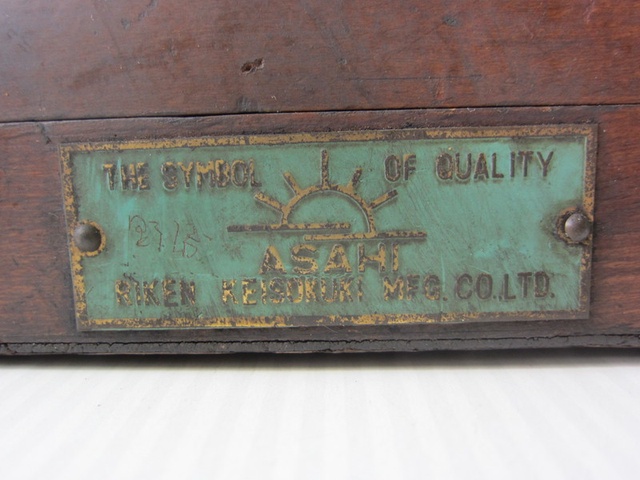 THE SYMBOL OF QUALITY
ASAHI
RIKEN KEISOKUKI MFG. CO., LTD.